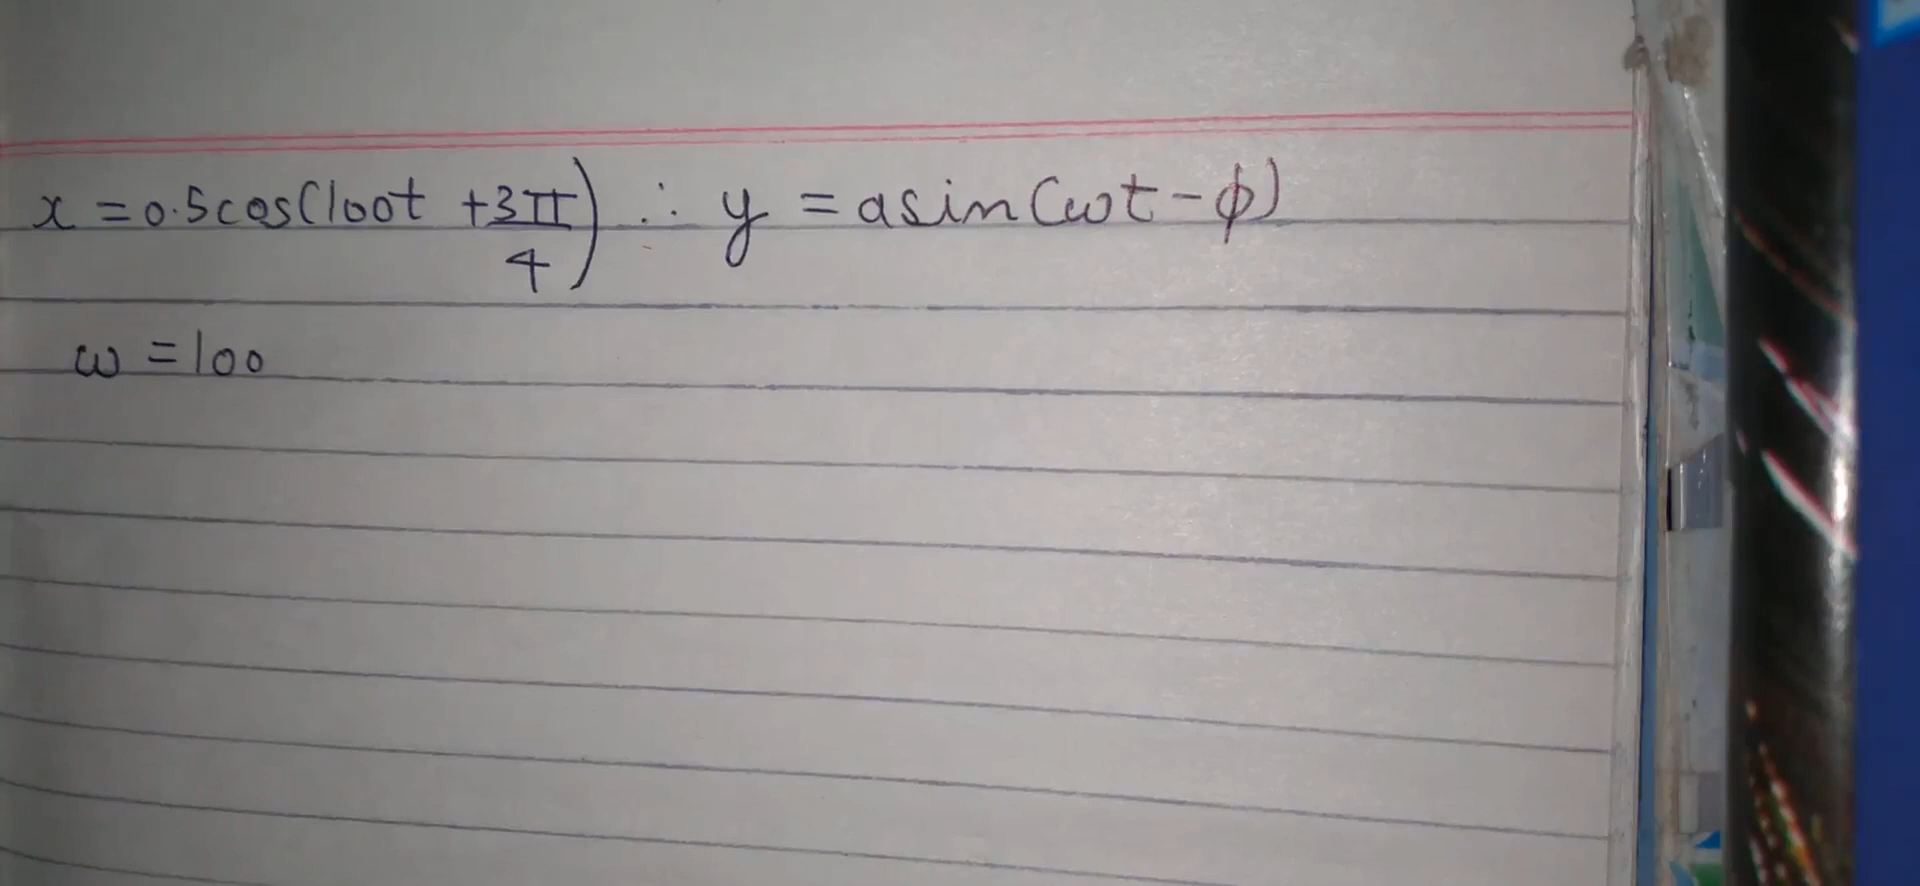 x = 0.5cos(100t + 3π/4) ∴ y = asin(ωt - ϕ)
ω = 100